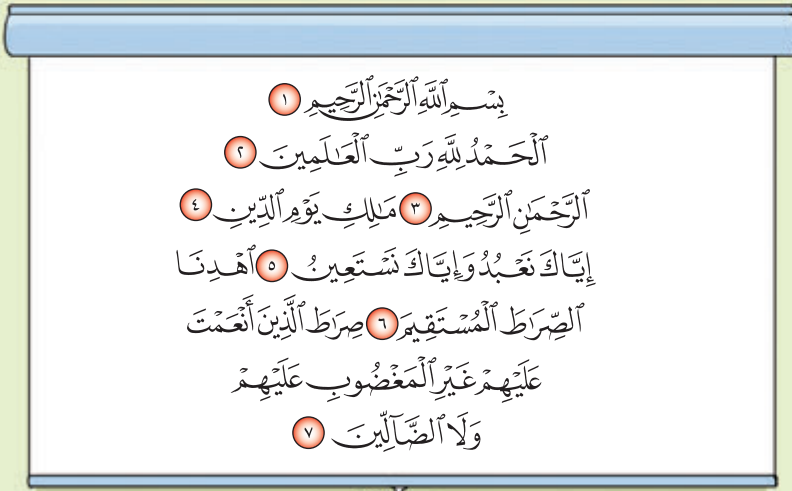 بِسْمِ ٱللَّهِ ٱلرَّحْمَٰنِ ٱلرَّحِيمِ ١
ٱلْحَمْدُ لِلَّهِ رَبِّ ٱلْعَٰلَمِينَ ٢
ٱلرَّحْمَٰنِ ٱلرَّحِيمِ ٣ مَٰلِكِ يَوْمِ ٱلدِّينِ ٤
إِيَّاكَ نَعْبُدُ وَإِيَّاكَ نَسْتَعِينُ ٥ ٱهْدِنَا
ٱلصِّرَٰطَ ٱلْمُسْتَقِيمَ ٦ صِرَٰطَ ٱلَّذِينَ أَنْعَمْتَ
عَلَيْهِمْ غَيْرِ ٱلْمَغْضُوبِ عَلَيْهِمْ
وَلَا ٱلضَّآلِّينَ ٧